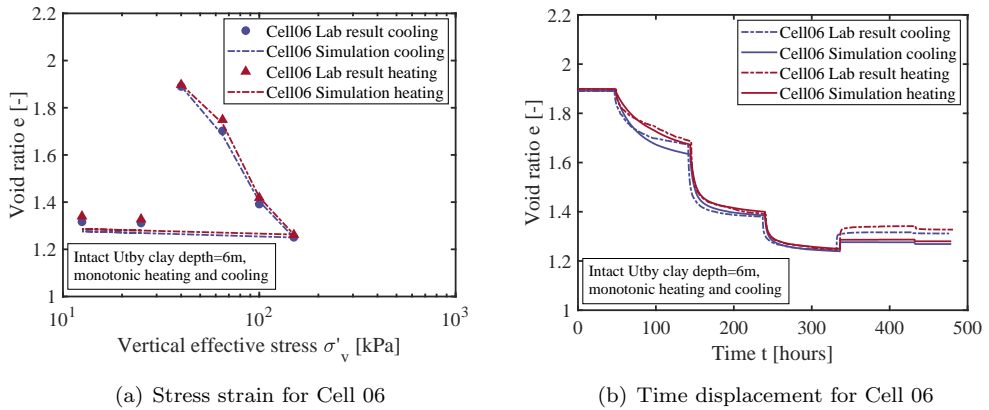 2.2
2
1.8
1.6
1.4
1.2
1
Void ratio e [-]
Cell06 Lab result cooling
Cell06 Simulation cooling
Cell06 Lab result heating
Cell06 Simulation heating
Intact Utby clay depth=6m,
monotonic heating and cooling
10^1 10^2 10^3
Vertical effective stress σ'_v [kPa]
(a) Stress strain for Cell 06
2.2
2
1.8
1.6
1.4
1.2
1
Void ratio e [-]
Cell06 Lab result cooling
Cell06 Simulation cooling
Cell06 Lab result heating
Cell06 Simulation heating
Intact Utby clay depth=6m,
monotonic heating and cooling
0 100 200 300 400 500
Time t [hours]
(b) Time displacement for Cell 06